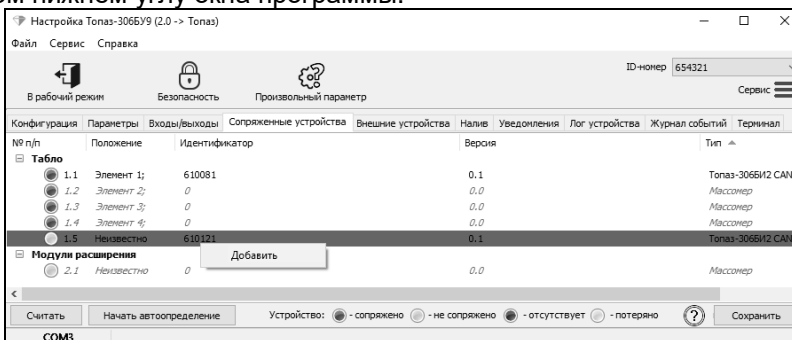 ом нижнем углу окна программы.
Настройка Топаз-306БУ9 (2.0 -> Топаз)
Файл Сервис Справка
ID-номер 654321
В рабочий режим Безопасность Произвольный параметр Сервис
Конфигурация Параметры Входы/выходы Сопряженные устройства Внешние устройства Налив Уведомления Лог устройства Журнал событий Терминал
№ п/п Положение Идентификатор Версия Тип
Табло
1.1 Элемент 1; 610081 0.1 Топаз-306БИ2 CAN
1.2 Элемент 2; 0 0.0 Массомер
1.3 Элемент 3; 0 0.0 Массомер
1.4 Элемент 4; 0 0.0 Массомер
1.5 Неизвестно 610121 0.1 Топаз-306БИ2 CAN
Добавить
Модули расширения
2.1 Неизвестно 0 0.0 Массомер
Считать Начать автоопределение Устройство: - сопряжено - не сопряжено - отсутствует - потеряно ? Сохранить
COM3